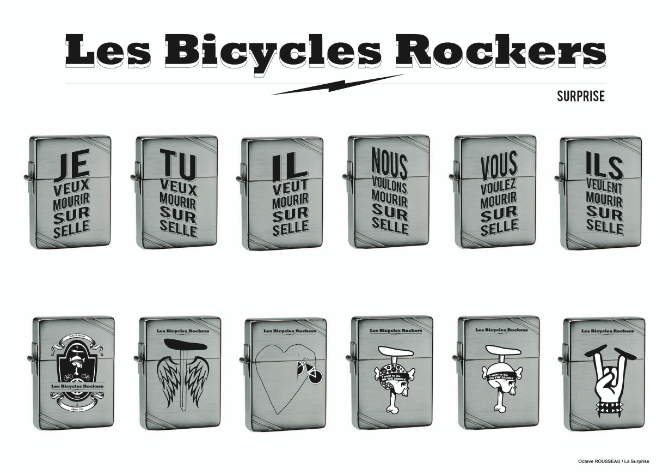 Les Bicycles Rockers
SURPRISE
JE
VEUX
MOURIR
SUR
SELLE
TU
VEUX
MOURIR
SUR
SELLE
IL
VEUT
MOURIR
SUR
SELLE
NOUS
VOULONS
MOURIR
SUR
SELLE
VOUS
VOULEZ
MOURIR
SUR
SELLE
ILS
VEULENT
MOURIR
SUR
SELLE
Les Bicycles Rockers
Les Bicycles Rockers
Les Bicycles Rockers
Les Bicycles Rockers
Les Bicycles Rockers
Les Bicycles Rockers
Octave ROUSSEAU / La Surprise